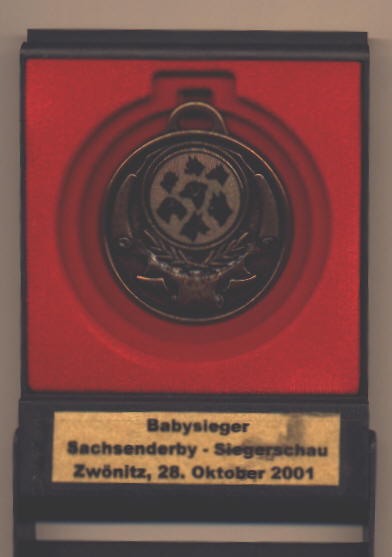 Babysieger
Sachsenderby - Siegerschau
Zwönitz, 28. Oktober 2001